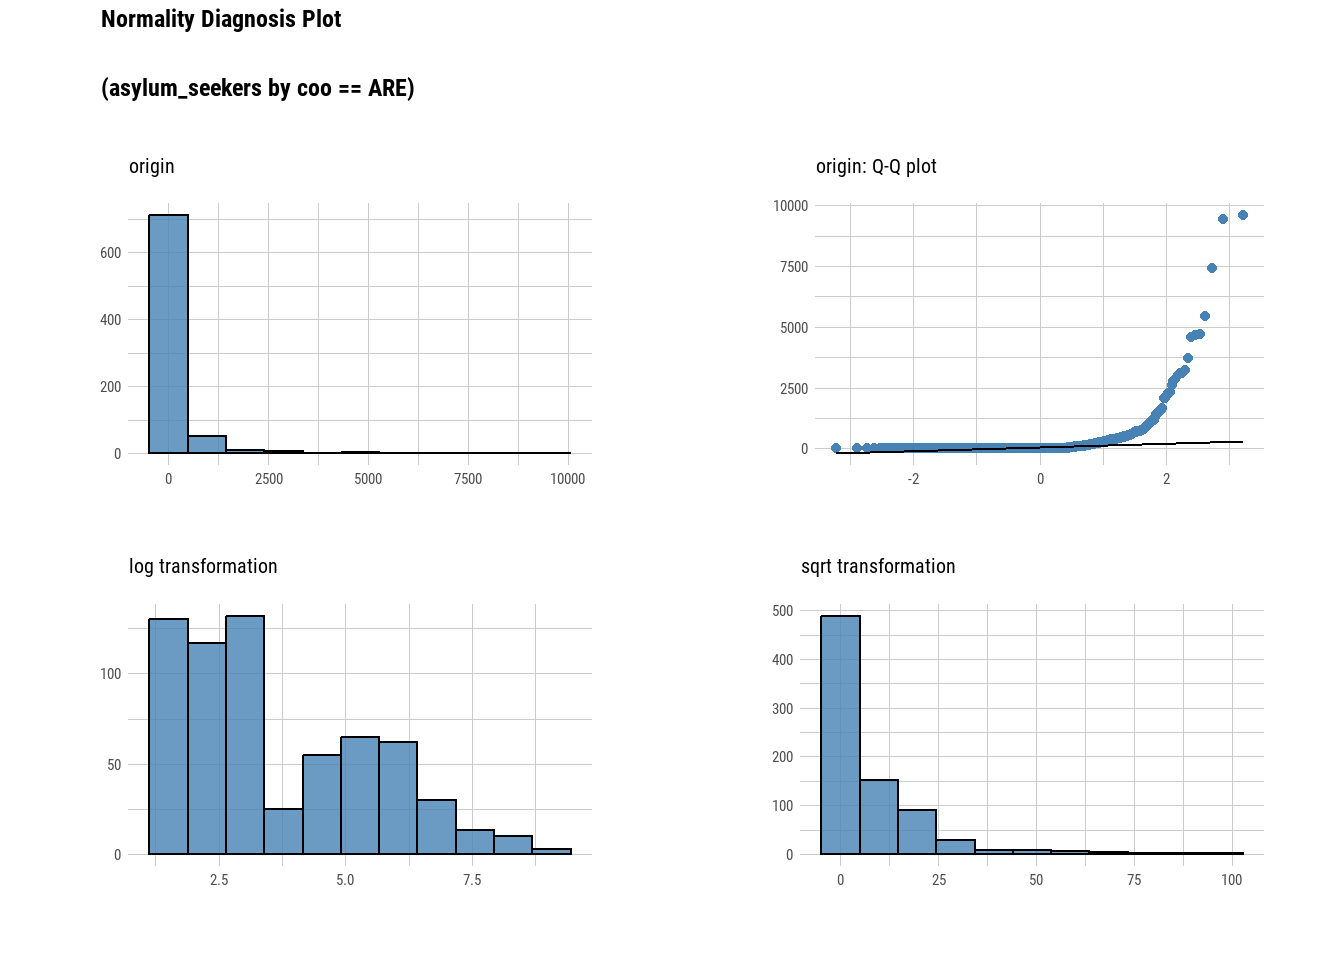 Normality Diagnosis Plot
(asylum_seekers by coo == ARE)
origin
600
400
200
0
0 2500 5000 7500 10000
origin: Q-Q plot
10000
7500
5000
2500
0
-2 0 2
log transformation
100
50
0
2.5 5.0 7.5
sqrt transformation
500
400
300
200
100
0
0 25 50 75 100